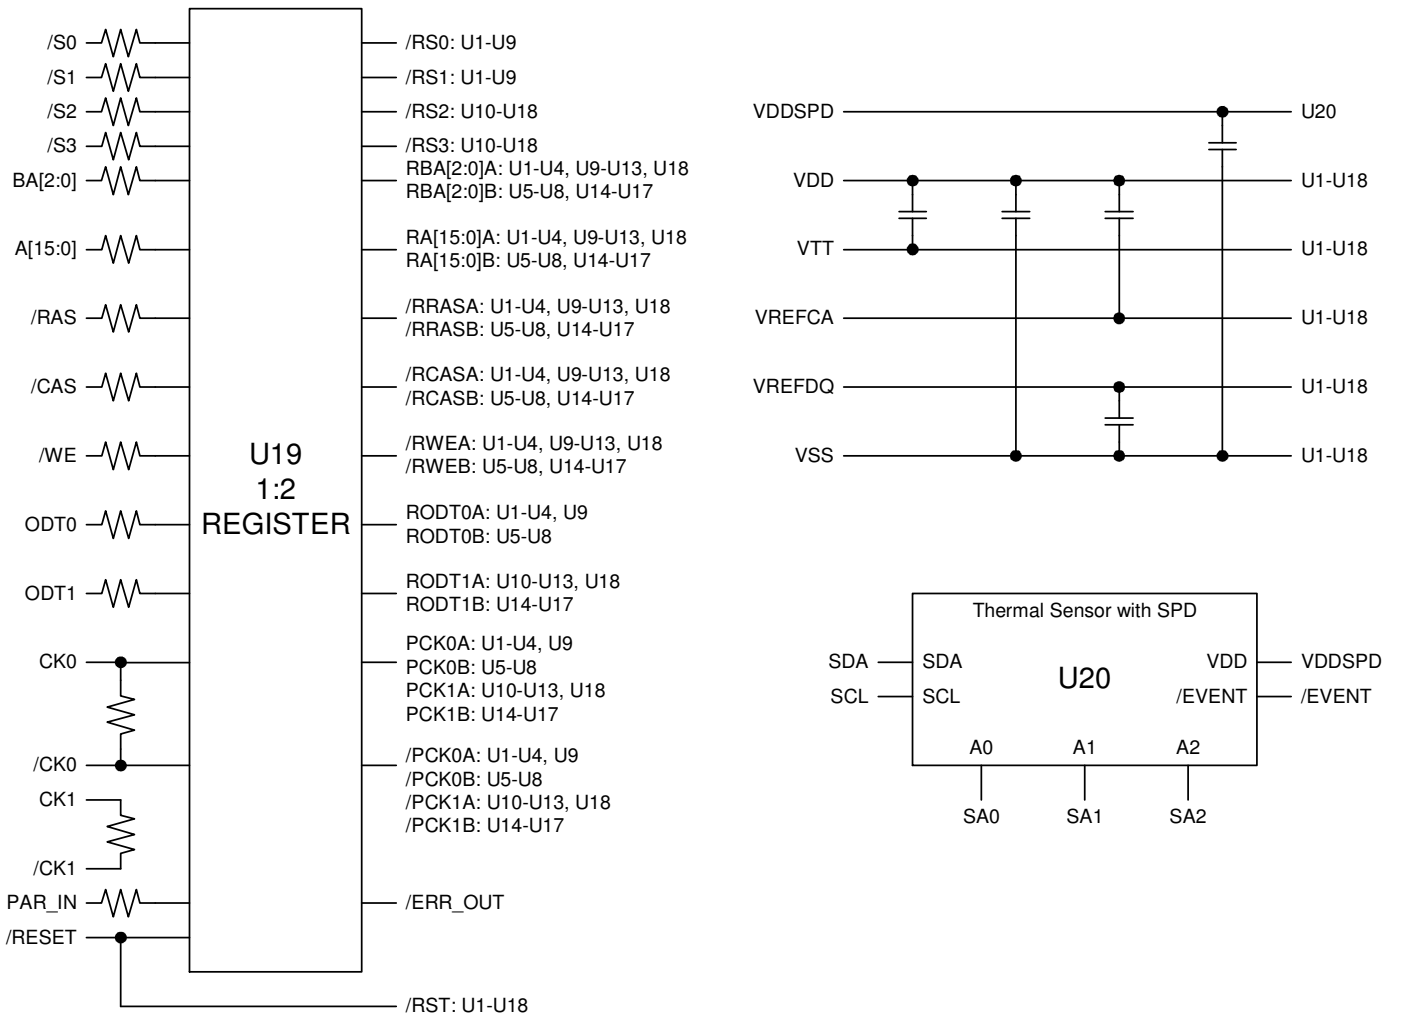 /S0
/S1
/S2
/S3
BA[2:0]
A[15:0]
/RAS
/CAS
/WE
ODT0
ODT1
CK0
/CK0
CK1
/CK1
PAR_IN
/RESET
U19
1:2
REGISTER
/RS0: U1-U9
/RS1: U1-U9
/RS2: U10-U18
/RS3: U10-U18
RBA[2:0]A: U1-U4, U9-U13, U18
RBA[2:0]B: U5-U8, U14-U17
RA[15:0]A: U1-U4, U9-U13, U18
RA[15:0]B: U5-U8, U14-U17
/RRASA: U1-U4, U9-U13, U18
/RRASB: U5-U8, U14-U17
/RCASA: U1-U4, U9-U13, U18
/RCASB: U5-U8, U14-U17
/RWEA: U1-U4, U9-U13, U18
/RWEB: U5-U8, U14-U17
RODT0A: U1-U4, U9
RODT0B: U5-U8
RODT1A: U10-U13, U18
RODT1B: U14-U17
PCK0A: U1-U4, U9
PCK0B: U5-U8
PCK1A: U10-U13, U18
PCK1B: U14-U17
/PCK0A: U1-U4, U9
/PCK0B: U5-U8
/PCK1A: U10-U13, U18
/PCK1B: U14-U17
/ERR_OUT
/RST: U1-U18
VDDSPD
U20
VDD
U1-U18
VTT
U1-U18
VREFCA
U1-U18
VREFDQ
U1-U18
VSS
U1-U18
Thermal Sensor with SPD
SDA
SDA
U20
VDD
VDDSPD
SCL
SCL
/EVENT
/EVENT
A0
A1
A2
SA0
SA1
SA2